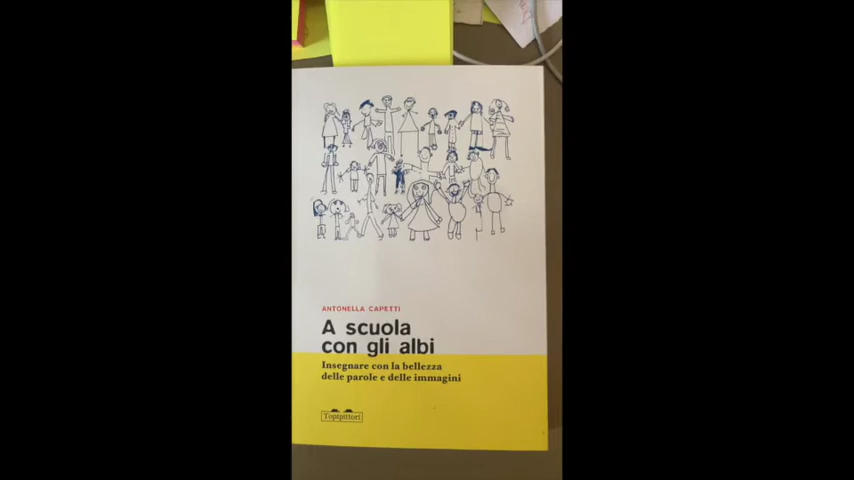 ANTONELLA CAPETTI
A scuola
con gli albi
Insegnare con la bellezza
delle parole e delle immagini
Topipittori